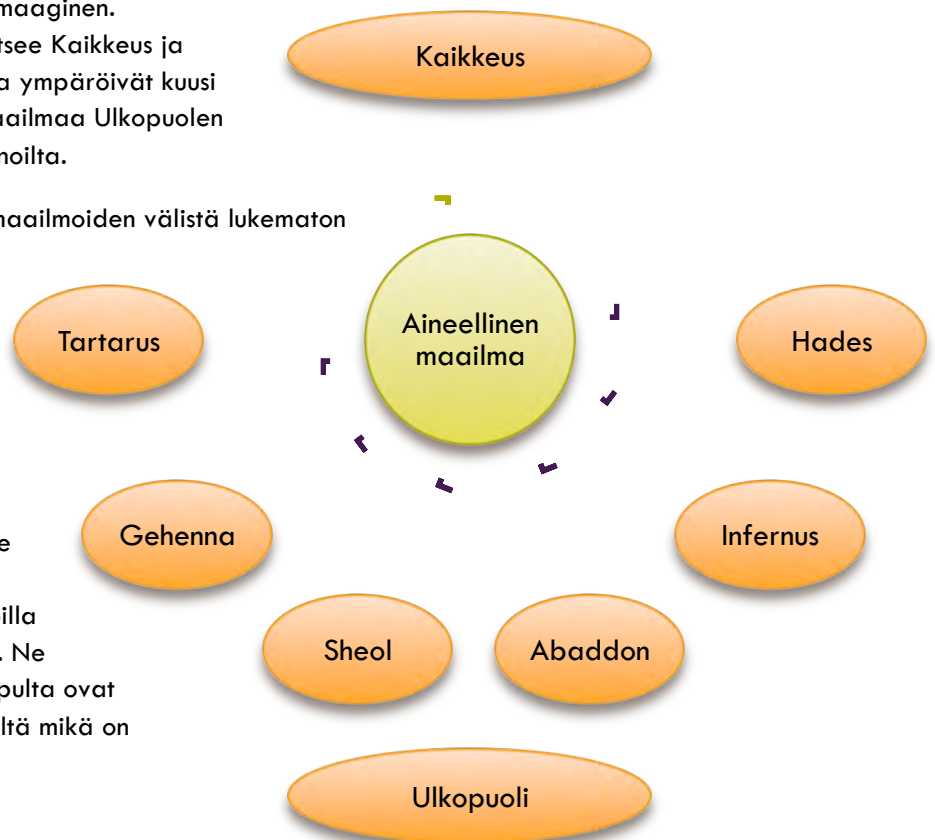 maaginen.
tsee Kaikkeus ja
a ympäröivät kuusi
aailmaa Ulkopuolen
noilta.
maailmoiden välistä lukematon
e
illa
. Ne
pulta ovat
ltä mikä on
Kaikkeus
Aineellinen
maailma
Tartarus
Hades
Gehenna
Infernus
Sheol
Abaddon
Ulkopuoli